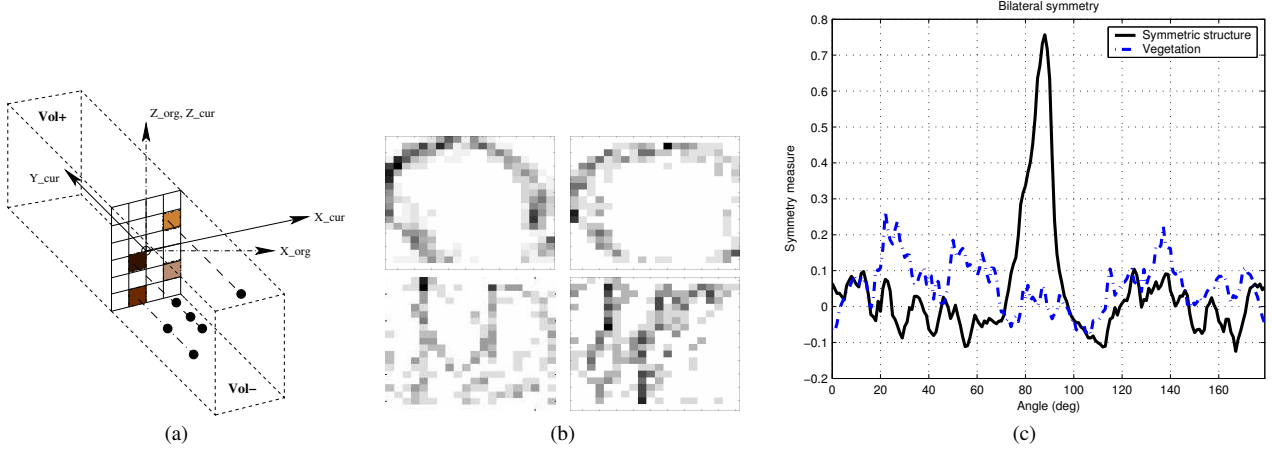 Vol+
Z_org, Z_cur
Y_cur
X_cur
X_org
Vol−
(a)
(b)
Bilateral symmetry
Symmetric structure
Vegetation
Symmetry measure
0.8
0.7
0.6
0.5
0.4
0.3
0.2
0.1
0
−0.1
−0.2
0 20 40 60 80 100 120 140 160
Angle (deg)
(c)